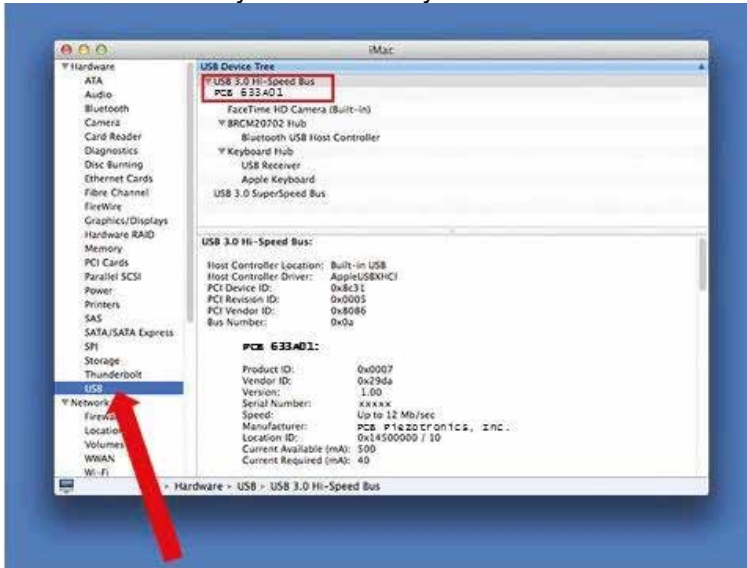 iMac
Hardware
ATA
Audio
Bluetooth
Camera
Card Reader
Diagnostics
Disc Burning
Ethernet Cards
Fibre Channel
FireWire
Graphics/Displays
Hardware RAID
Memory
PCI Cards
Parallel SCSI
Power
Printers
SAS
SATA/SATA Express
SPI
Storage
Thunderbolt
USB
Network
Volumes
WWAN
Wi-Fi
USB Device Tree
USB 3.0 Hi-Speed Bus
PCB 633A01
FaceTime HD Camera (Built-in)
BRCM20702 Hub
Bluetooth USB Host Controller
Keyboard Hub
USB Receiver
Apple Keyboard
USB 3.0 SuperSpeed Bus
USB 3.0 Hi-Speed Bus:
Host Controller Location: Built-in USB
Host Controller Driver: AppleUSBXHCI
PCI Device ID: 0x8c31
PCI Revision ID: 0x0005
PCI Vendor ID: 0x8086
Bus Number: 0x0a
PCB 633A01:
Product ID: 0x0007
Vendor ID: 0x29da
Version: 1.00
Serial Number: xxxxx
Speed: Up to 12 Mb/sec
Manufacturer: PCB Piezotronics, Inc.
Location ID: 0x14500000 / 10
Current Available (mA): 500
Current Required (mA): 40
Hardware › USB › USB 3.0 Hi-Speed Bus